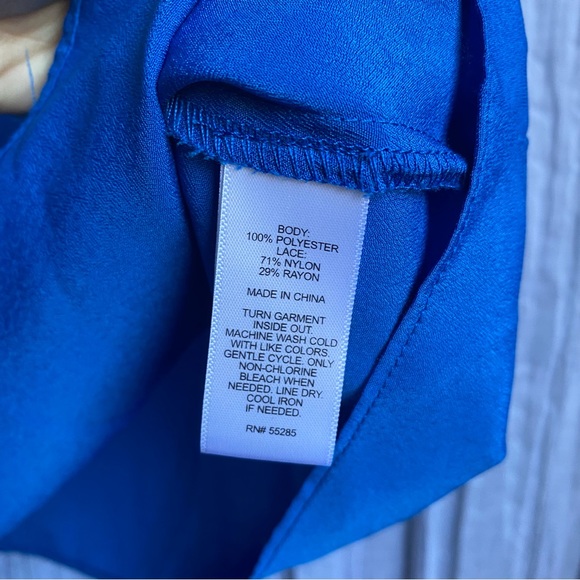 BODY:
100% POLYESTER
LACE:
71% NYLON
29% RAYON
MADE IN CHINA
TURN GARMENT
INSIDE OUT.
MACHINE WASH COLD
WITH LIKE COLORS.
GENTLE CYCLE. ONLY
NON-CHLORINE
BLEACH WHEN
NEEDED. LINE DRY.
COOL IRON
IF NEEDED.
RN# 55285